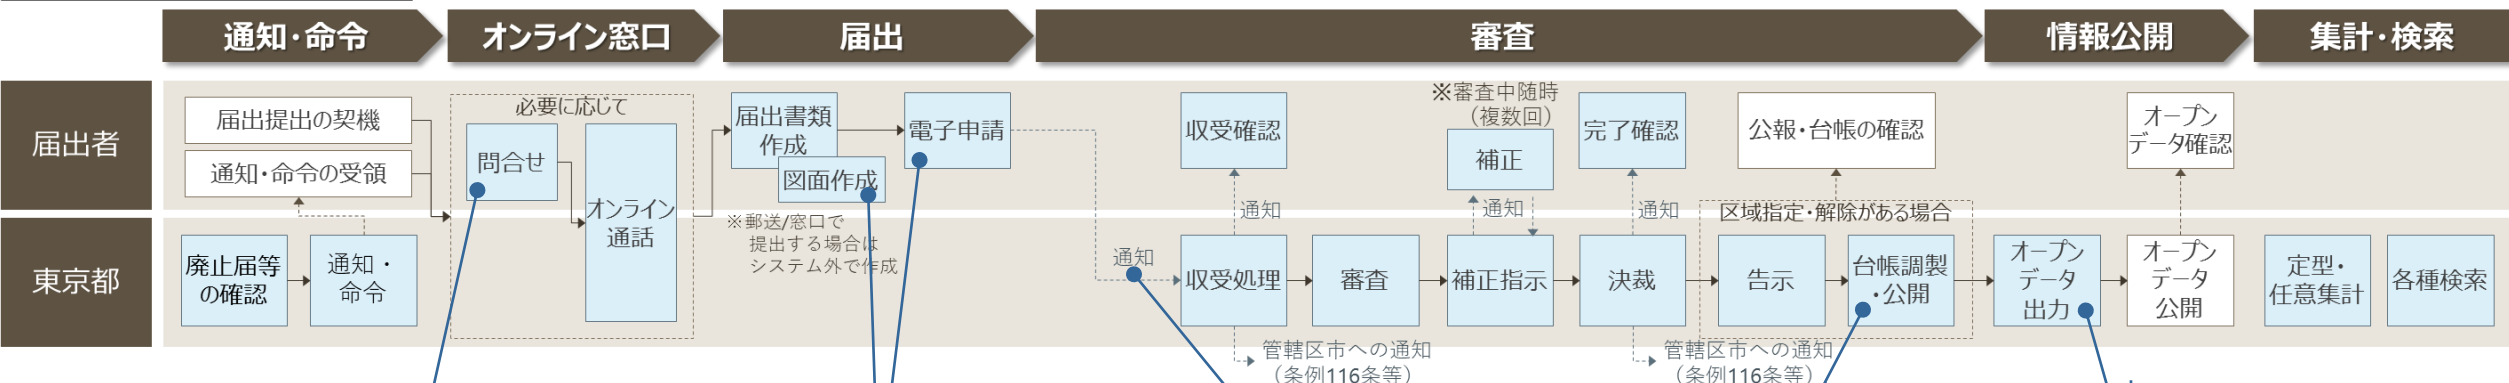 通知・命令
オンライン窓口
届出
審査
情報公開
集計・検索
届出者
届出提出の契機
通知・命令の受領
必要に応じて
問合せ
オンライン
通話
届出書類
作成
図面作成
電子申請
※郵送/窓口で
提出する場合は
システム外で作成
収受確認
※審査中随時
（複数回）
補正
完了確認
公報・台帳の確認
オープン
データ確認
通知
通知
通知
区域指定・解除がある場合
東京都
廃止届等
の確認
通知・
命令
通知
収受処理
審査
補正指示
決裁
告示
台帳調製
・公開
オープン
データ
出力
オープン
データ
公開
定型・
任意集計
各種検索
管轄区市への通知
（条例116条等）
管轄区市への通知
（条例116条等）